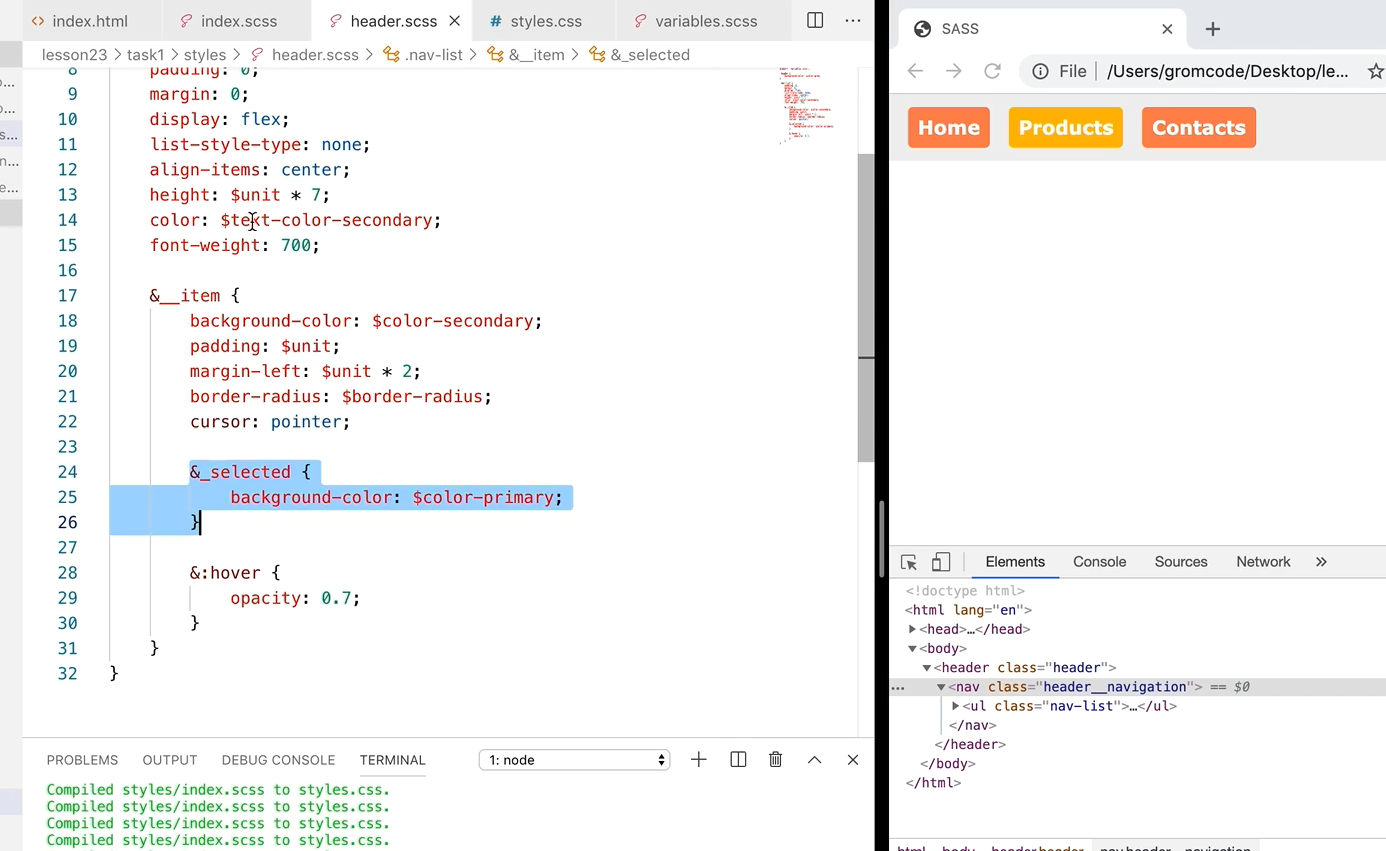 index.html index.scss header.scss styles.css variables.scss
lesson23 > task1 > styles > header.scss > .nav-list > &__item > &_selected
8 padding: 0;
9 margin: 0;
10 display: flex;
11 list-style-type: none;
12 align-items: center;
13 height: $unit * 7;
14 color: $text-color-secondary;
15 font-weight: 700;
16
17 &__item {
18 background-color: $color-secondary;
19 padding: $unit;
20 margin-left: $unit * 2;
21 border-radius: $border-radius;
22 cursor: pointer;
23
24 &_selected {
25 background-color: $color-primary;
26 }
27
28 &:hover {
29 opacity: 0.7;
30 }
31 }
32 }
PROBLEMS OUTPUT DEBUG CONSOLE TERMINAL 1: node
Compiled styles/index.scss to styles.css.
Compiled styles/index.scss to styles.css.
Compiled styles/index.scss to styles.css.
Compiled styles/index.scss to styles.css.
SASS
File /Users/gromcode/Desktop/le...
Home Products Contacts
Elements Console Sources Network
<!doctype html>
<html lang="en">
<head>…</head>
<body>
<header class="header">
<nav class="header__navigation"> == $0
<ul class="nav-list">…</ul>
</nav>
</header>
</body>
</html>